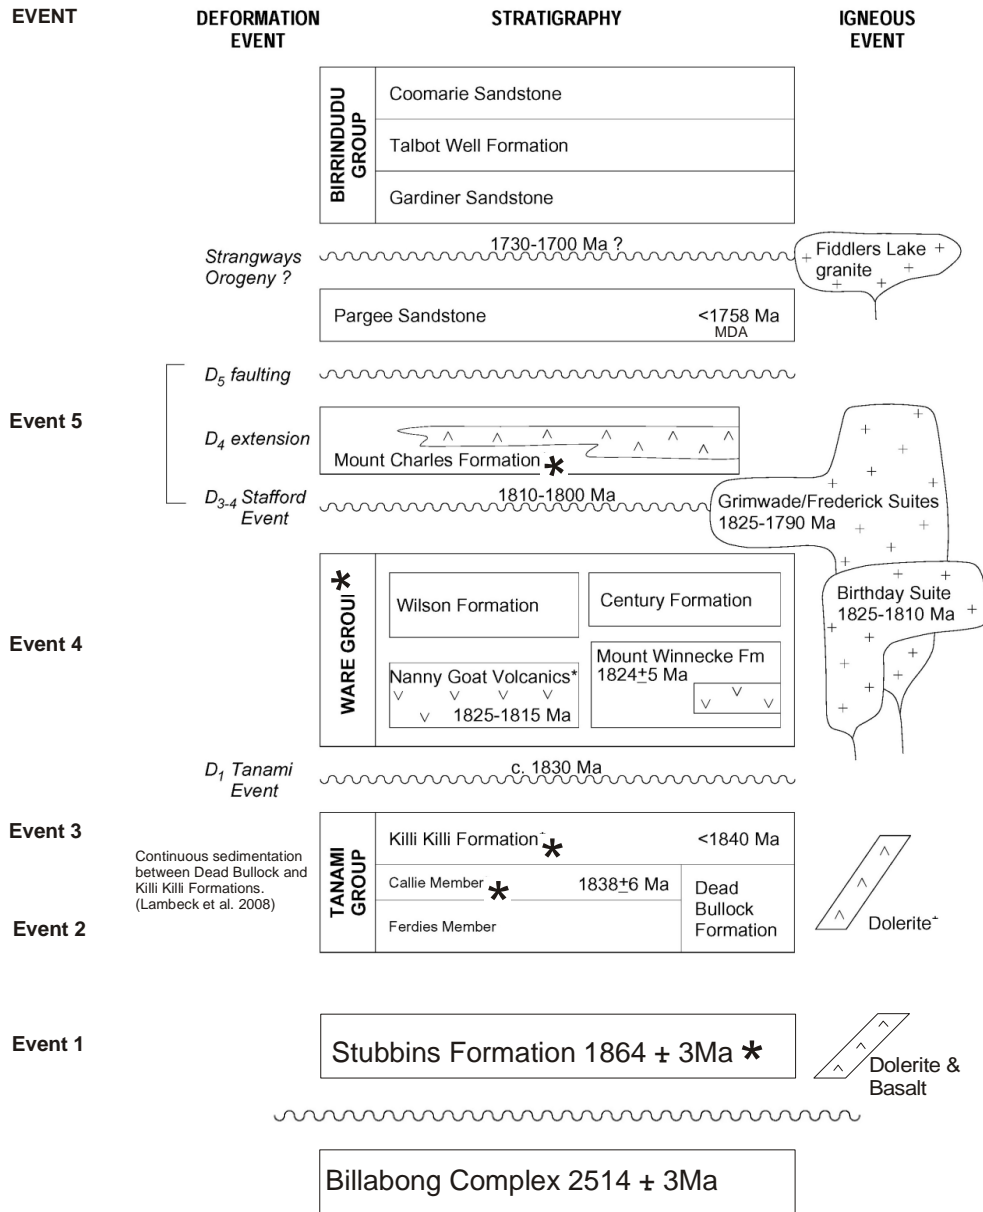 EVENT
DEFORMATION
EVENT
STRATIGRAPHY
IGNEOUS
EVENT
BIRRINDUDU
GROUP
Coomarie Sandstone
Talbot Well Formation
Gardiner Sandstone
Strangways
Orogeny ?
1730-1700 Ma ?
Fiddlers Lake
granite
Pargee Sandstone
<1758 Ma
MDA
D5 faulting
Event 5
D4 extension
Mount Charles Formation *
D3-4 Stafford
Event
1810-1800 Ma
Grimwade/Frederick Suites
1825-1790 Ma
Event 4
WARE GROUI *
Wilson Formation
Century Formation
Birthday Suite
1825-1810 Ma
Nanny Goat Volcanics*
1825-1815 Ma
Mount Winnecke Fm
1824±5 Ma
D1 Tanami
Event
c. 1830 Ma
Event 3
TANAMI
GROUP
Killi Killi Formation *
<1840 Ma
Continuous sedimentation
between Dead Bullock and
Killi Killi Formations.
(Lambeck et al. 2008)
Callie Member *
1838±6 Ma
Dead
Bullock
Formation
Event 2
Ferdies Member
Dolerite
Event 1
Stubbins Formation 1864 ± 3Ma *
Dolerite &
Basalt
Billabong Complex 2514 ± 3Ma